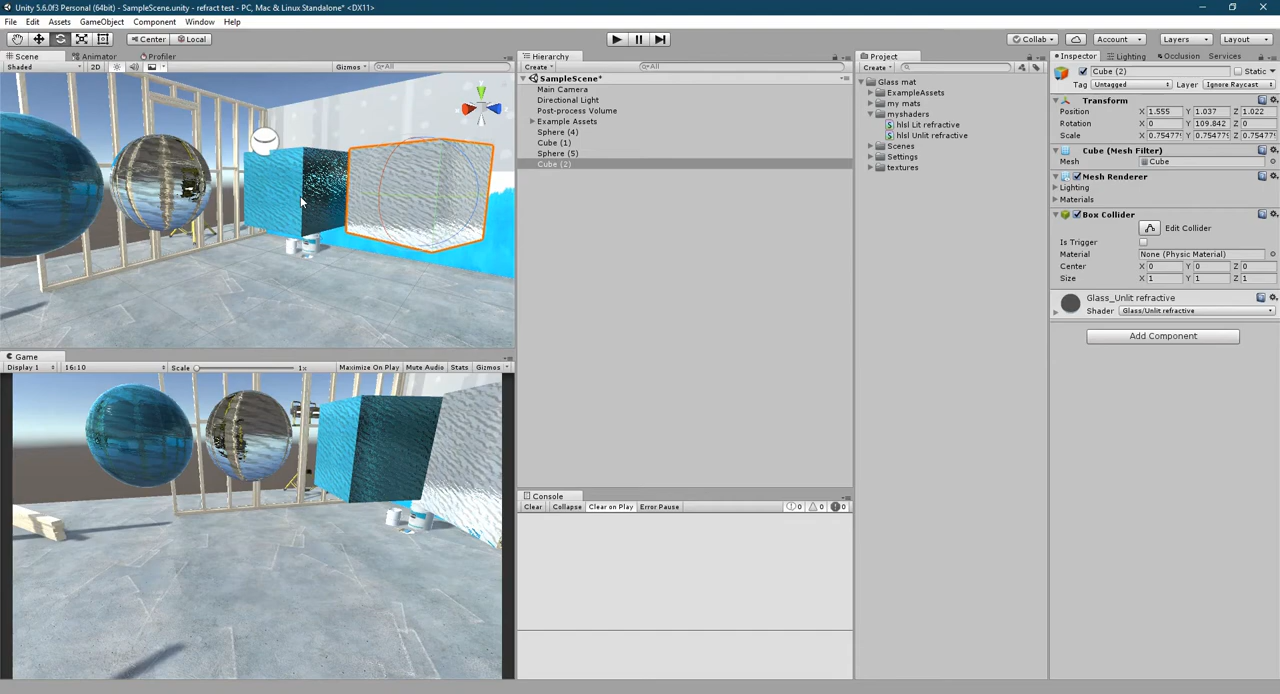 Unity 5.6.0f3 Personal (64bit) - SampleScene.unity - refract test - PC, Mac & Linux Standalone* <DX11>
File Edit Assets GameObject Component Window Help
Center Local Collab Account Layers Layout
Scene Animator Profiler
Shaded 2D Gizmos All
y
Game
Display 1 16:10 Scale 1x Maximize On Play Mute Audio Stats Gizmos
Hierarchy
Create All
SampleScene*
Main Camera
Directional Light
Post-process Volume
Example Assets
Sphere (4)
Cube (1)
Sphere (5)
Cube (2)
Console
Clear Collapse Clear on Play Error Pause 0 0 0
Project
Create
Glass mat
ExampleAssets
my mats
myshaders
hlsl Lit refractive
hlsl Unlit refractive
Scenes
Settings
textures
Inspector Lighting Occlusion Services
Cube (2) Static
Tag Untagged Layer Ignore Raycast
Transform
Position X 1.555 Y 1.037 Z 1.022
Rotation X 0 Y 109.842 Z 0
Scale X 0.754779 Y 0.754779 Z 0.754779
Cube (Mesh Filter)
Mesh Cube
Mesh Renderer
Lighting
Materials
Box Collider
Edit Collider
Is Trigger
Material None (Physic Material)
Center X 0 Y 0 Z 0
Size X 1 Y 1 Z 1
Glass_Unlit refractive
Shader Glass/Unlit refractive
Add Component